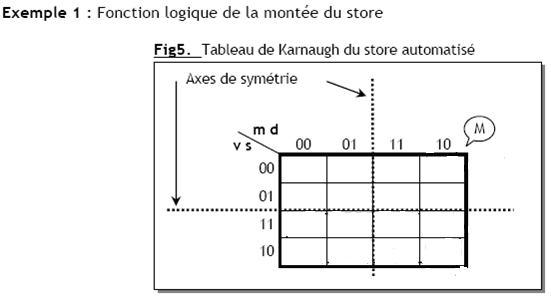 Exemple 1 : Fonction logique de la montée du store
Fig5. Tableau de Karnaugh du store automatisé
Axes de symétrie
m d
v s
00 01 11 10
M
00
01
11
10